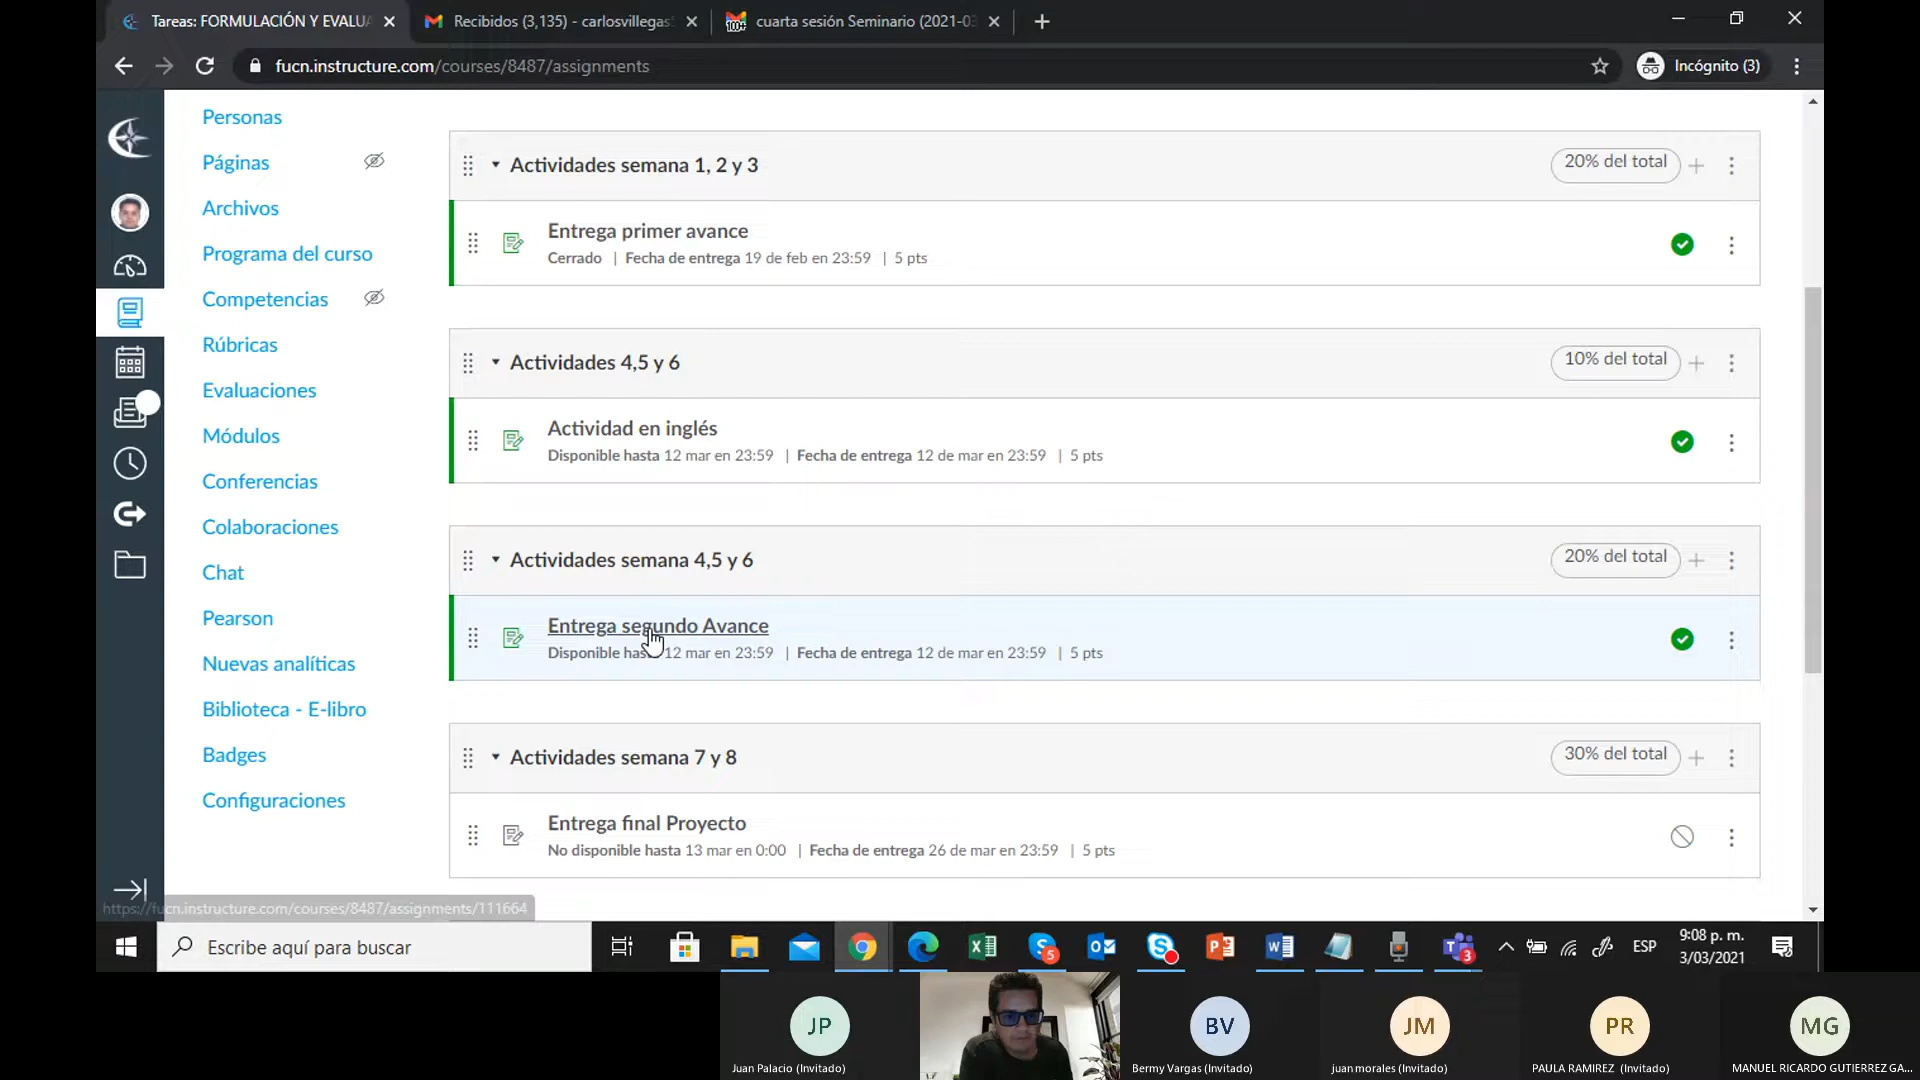 Tareas: FORMULACIÓN Y EVALUA
Recibidos (3,135) - carlosvillegas
100+
cuarta sesión Seminario (2021-03
fucn.instructure.com/courses/8487/assignments
Incógnito (3)
Personas
Páginas
Archivos
Programa del curso
Competencias
Rúbricas
Evaluaciones
Módulos
Conferencias
Colaboraciones
Chat
Pearson
Nuevas analíticas
Biblioteca - E-libro
Badges
Configuraciones
Actividades semana 1, 2 y 3
20% del total
Entrega primer avance
Cerrado | Fecha de entrega 19 de feb en 23:59 | 5 pts
Actividades 4,5 y 6
10% del total
Actividad en inglés
Disponible hasta 12 mar en 23:59 | Fecha de entrega 12 de mar en 23:59 | 5 pts
Actividades semana 4,5 y 6
20% del total
Entrega segundo Avance
Disponible hasta 12 mar en 23:59 | Fecha de entrega 12 de mar en 23:59 | 5 pts
Actividades semana 7 y 8
30% del total
Entrega final Proyecto
No disponible hasta 13 mar en 0:00 | Fecha de entrega 26 de mar en 23:59 | 5 pts
https://fucn.instructure.com/courses/8487/assignments/111664
Escribe aquí para buscar
5
3
ESP
9:08 p. m.
3/03/2021
JP
BV
JM
PR
MG
Juan Palacio (Invitado)
Bermy Vargas (Invitado)
juan morales (Invitado)
PAULA RAMIREZ (Invitado)
MANUEL RICARDO GUTIERREZ GA...